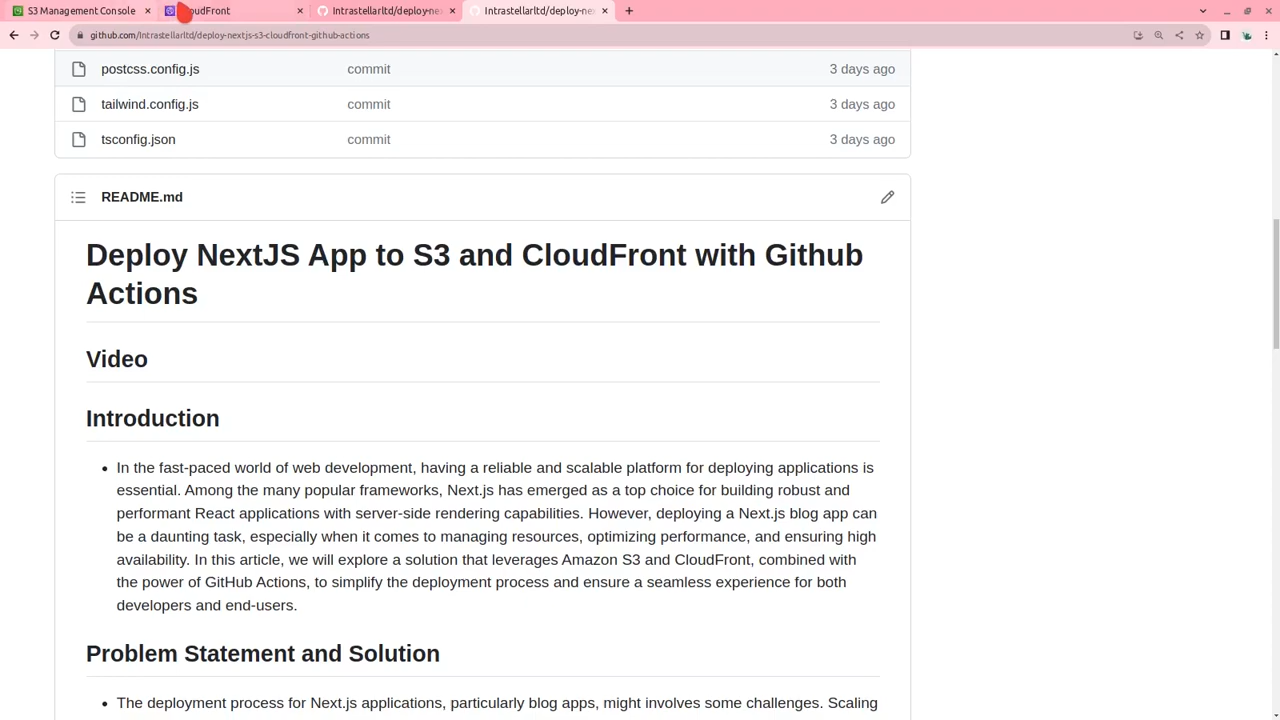 S3 Management Console
CloudFront
Intrastellarltd/deploy-ne
Intrastellarltd/deploy-ne
github.com/Intrastellarltd/deploy-nextjs-s3-cloudfront-github-actions
postcss.config.js commit 3 days ago
tailwind.config.js commit 3 days ago
tsconfig.json commit 3 days ago
README.md
Deploy NextJS App to S3 and CloudFront with Github
Actions
Video
Introduction
In the fast-paced world of web development, having a reliable and scalable platform for deploying applications is
essential. Among the many popular frameworks, Next.js has emerged as a top choice for building robust and
performant React applications with server-side rendering capabilities. However, deploying a Next.js blog app can
be a daunting task, especially when it comes to managing resources, optimizing performance, and ensuring high
availability. In this article, we will explore a solution that leverages Amazon S3 and CloudFront, combined with
the power of GitHub Actions, to simplify the deployment process and ensure a seamless experience for both
developers and end-users.
Problem Statement and Solution
The deployment process for Next.js applications, particularly blog apps, might involves some challenges. Scaling